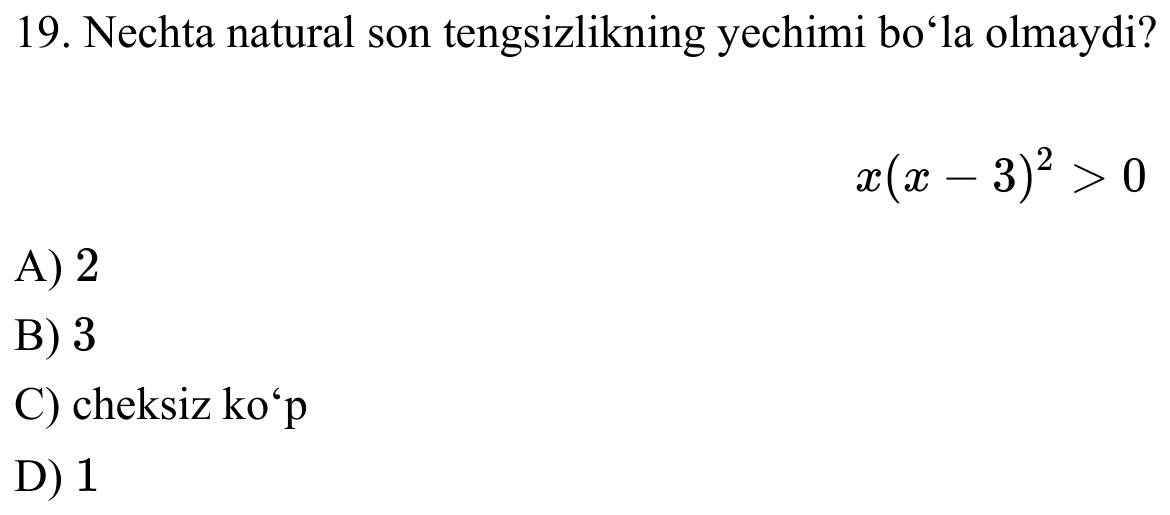 19. Nechta natural son tengsizlikning yechimi bo‘la olmaydi?
x(x − 3)² > 0
A) 2
B) 3
C) cheksiz ko‘p
D) 1